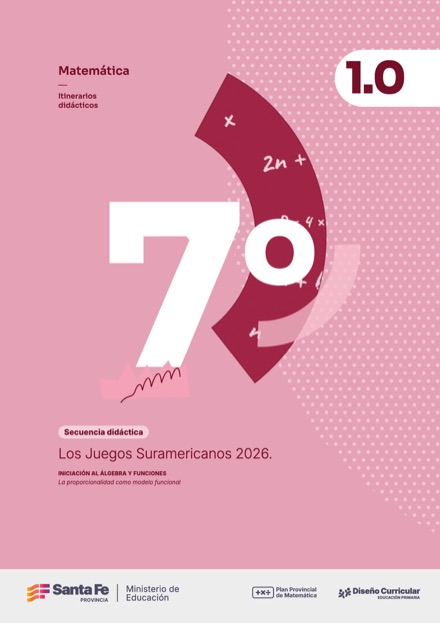 Matemática
Itinerarios
didácticos
1.0
x
2n +
4 x
7º
Secuencia didáctica
Los Juegos Suramericanos 2026.
INICIACIÓN AL ÁLGEBRA Y FUNCIONES
La proporcionalidad como modelo funcional
Santa Fe
PROVINCIA
Ministerio de
Educación
Plan Provincial
de Matemática
Diseño Curricular
EDUCACIÓN PRIMARIA